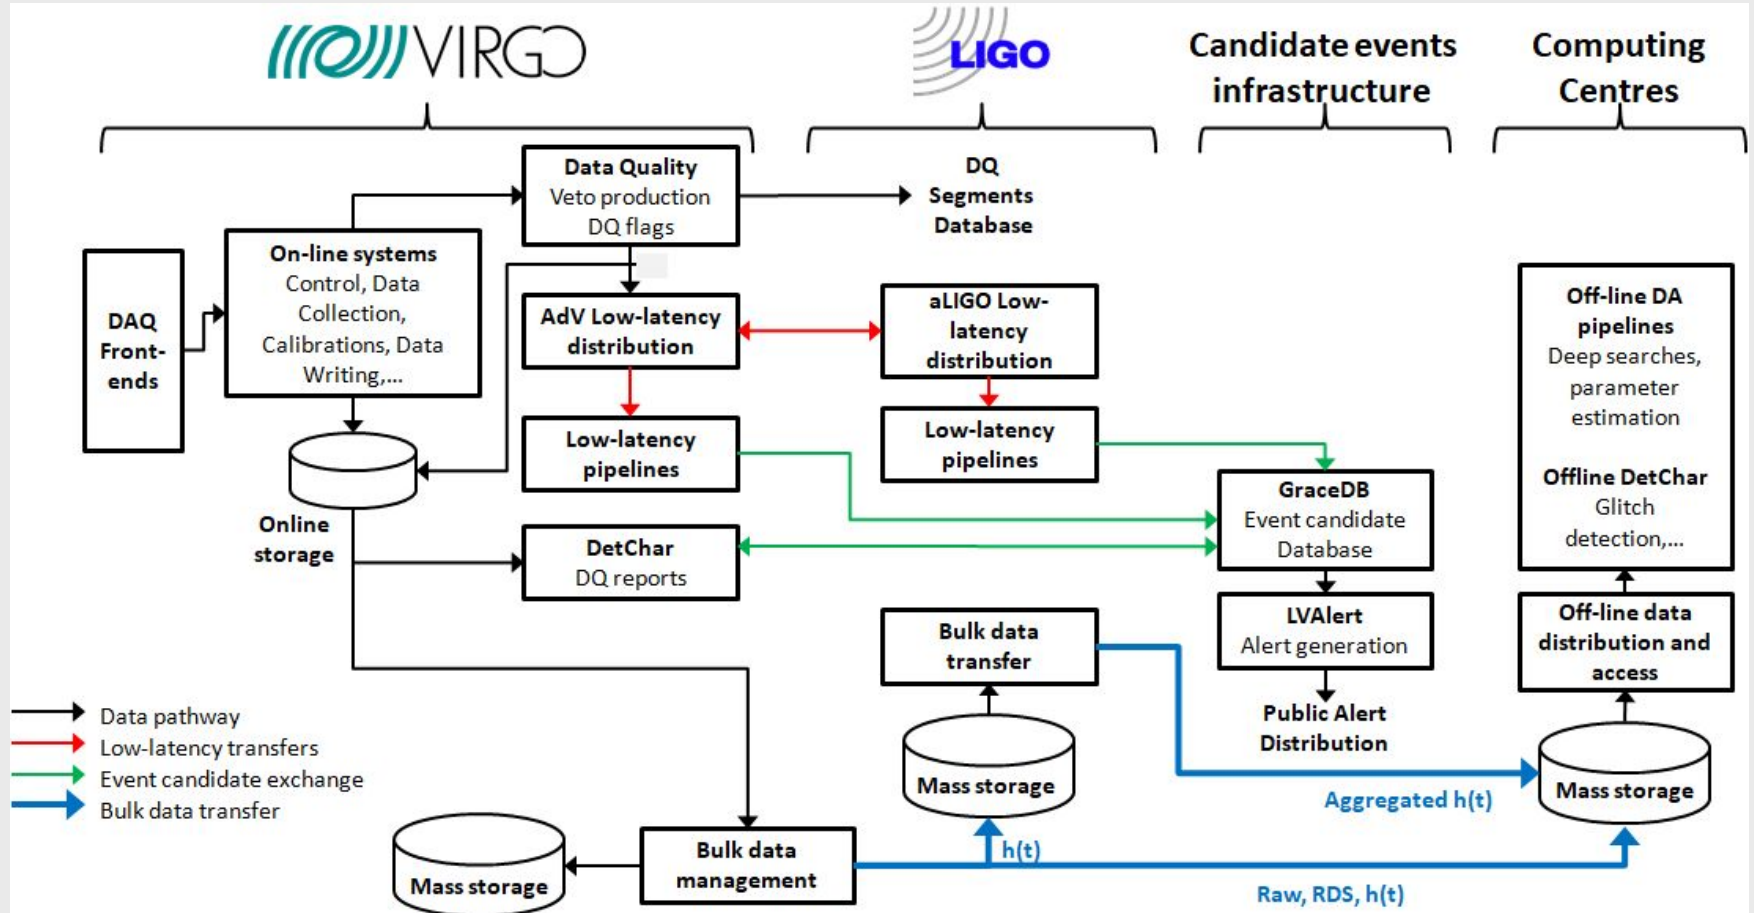 VIRGO
LIGO
Candidate events
infrastructure
Computing
Centres
Data Quality
Veto production
DQ flags
DQ
Segments
Database
On-line systems
Control, Data
Collection,
Calibrations, Data
Writing,...
DAQ
Front-
ends
AdV Low-latency
distribution
aLIGO Low-
latency
distribution
Off-line DA
pipelines
Deep searches,
parameter
estimation
Offline DetChar
Glitch
detection,...
Low-latency
pipelines
Low-latency
pipelines
GraceDB
Event candidate
Database
Online
storage
DetChar
DQ reports
LVAlert
Alert generation
Bulk data
transfer
Off-line data
distribution and
access
Public Alert
Distribution
Data pathway
Low-latency transfers
Event candidate exchange
Bulk data transfer
Mass storage
Mass storage
Aggregated h(t)
Mass storage
Bulk data
management
h(t)
Raw, RDS, h(t)